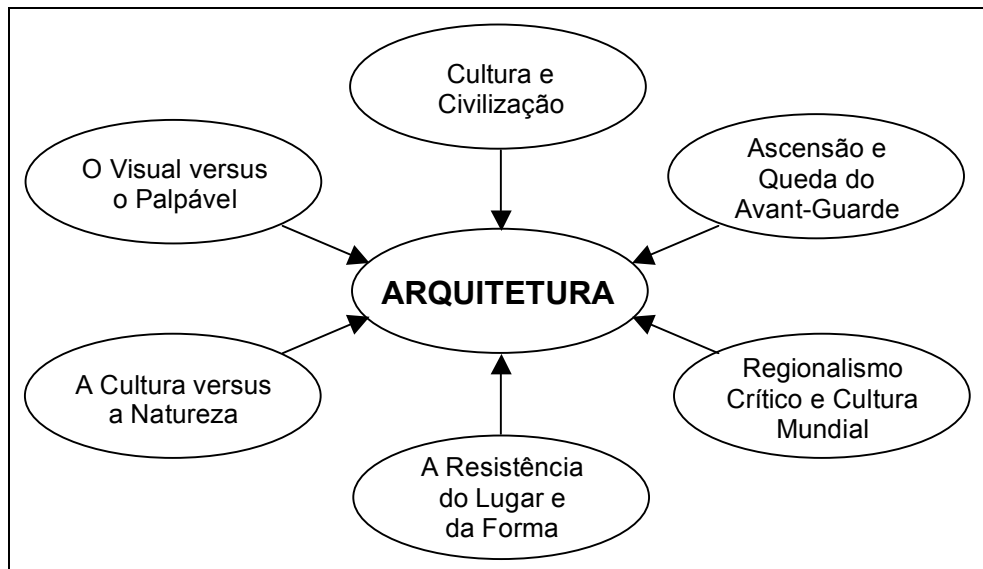 Cultura e
Civilização
O Visual versus
o Palpável
Ascensão e
Queda do
Avant-Guarde
ARQUITETURA
A Cultura versus
a Natureza
Regionalismo
Crítico e Cultura
Mundial
A Resistência
do Lugar e
da Forma